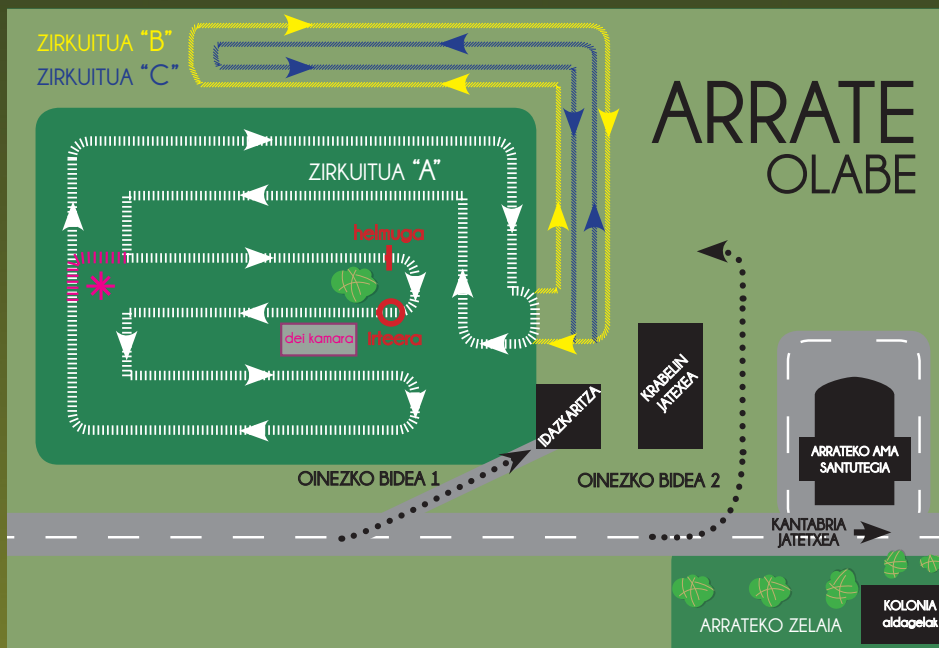 ZIRKUITUA “B”
ZIRKUITUA “C”
ARRATE
OLABE
ZIRKUITUA “A”
helmuga
dei kamara
irteera
IDAZKARITZA
KRABELIN
JATEXEA
ARRATEKO AMA
SANTUTEGIA
OINEZKO BIDEA 1
OINEZKO BIDEA 2
KANTABRIA
JATETXEA
KOLONIA
aldagelak
ARRATEKO ZELAIA